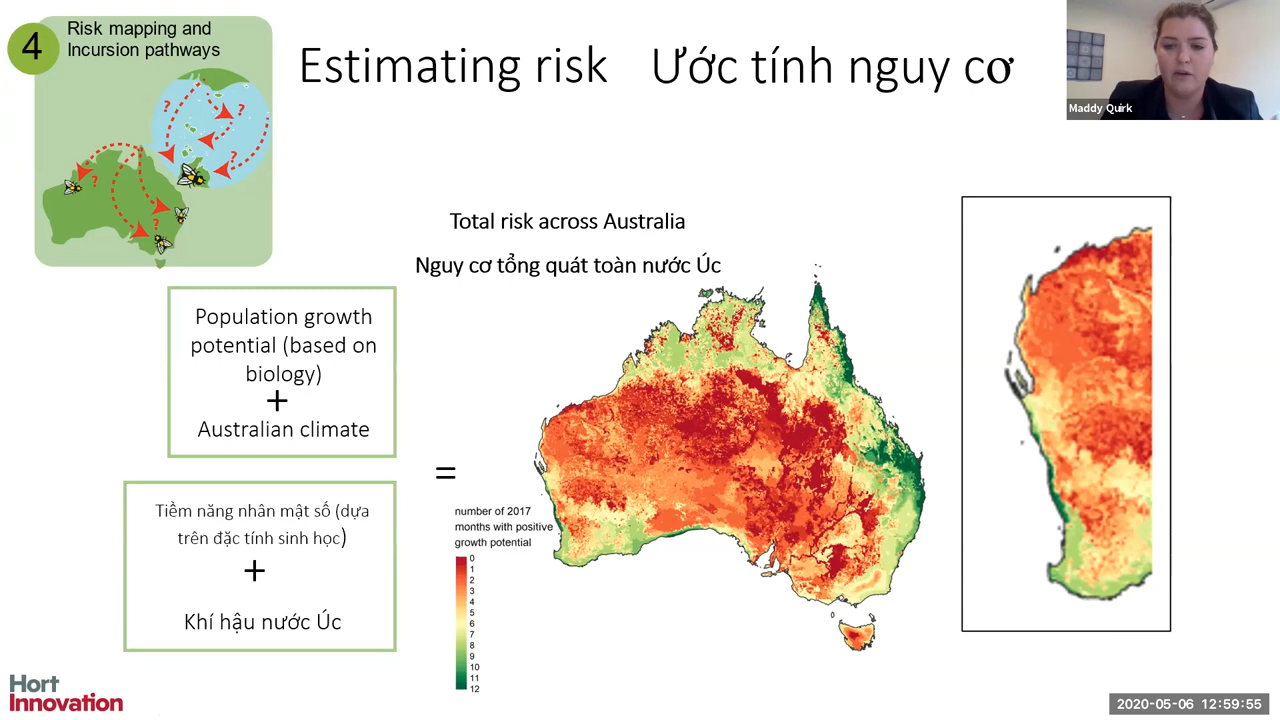 4
Risk mapping and
Incursion pathways
?
?
?
?
?
Estimating risk
Ước tính nguy cơ
Maddy Quirk
Total risk across Australia
Nguy cơ tổng quát toàn nước Úc
Population growth
potential (based on
biology)
+
Australian climate
Tiềm năng nhân mật số (dựa
trên đặc tính sinh học)
+
Khí hậu nước Úc
=
number of 2017
months with positive
growth potential
0
1
2
3
4
5
6
7
8
9
10
11
12
Hort
Innovation
2020-05-06 12:59:55